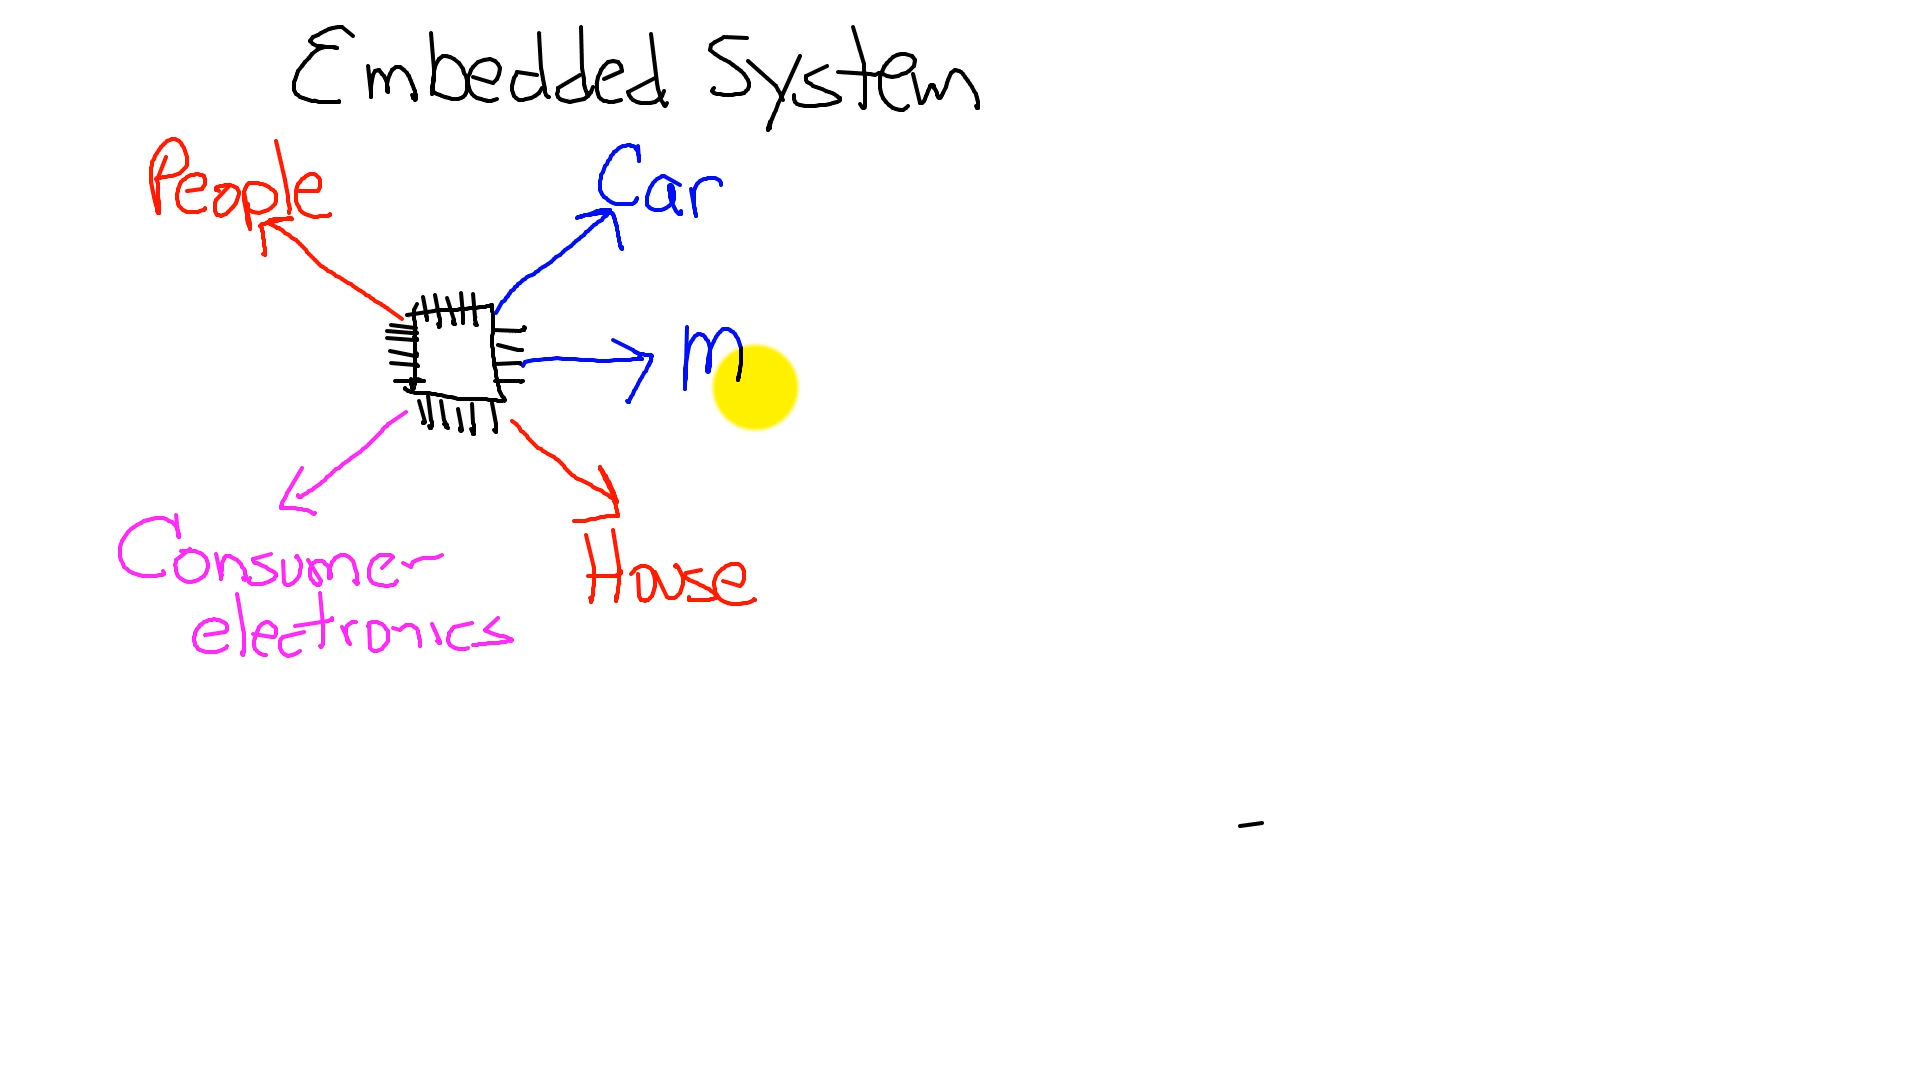 Embedded System
People
Car
M
Consumer
electronics
House